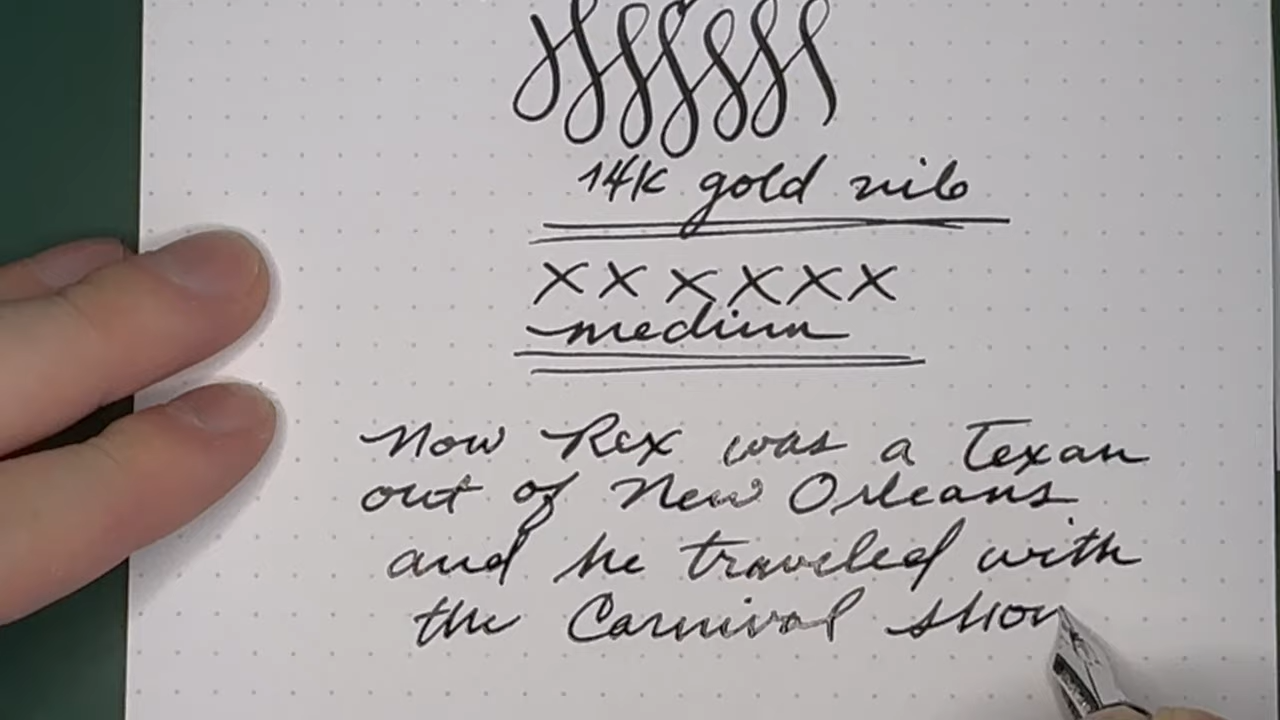 14K gold nib
X X X X X X
medium
Now Rex was a Texan
out of New Orleans
and he traveled with
the Carnival show